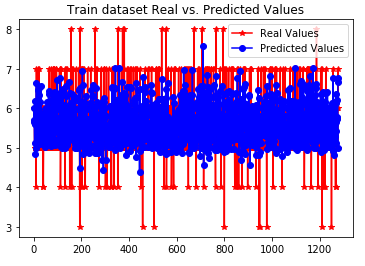 Train dataset Real vs. Predicted Values
Real Values
Predicted Values
8
7
6
5
4
3
0 200 400 600 800 1000 1200